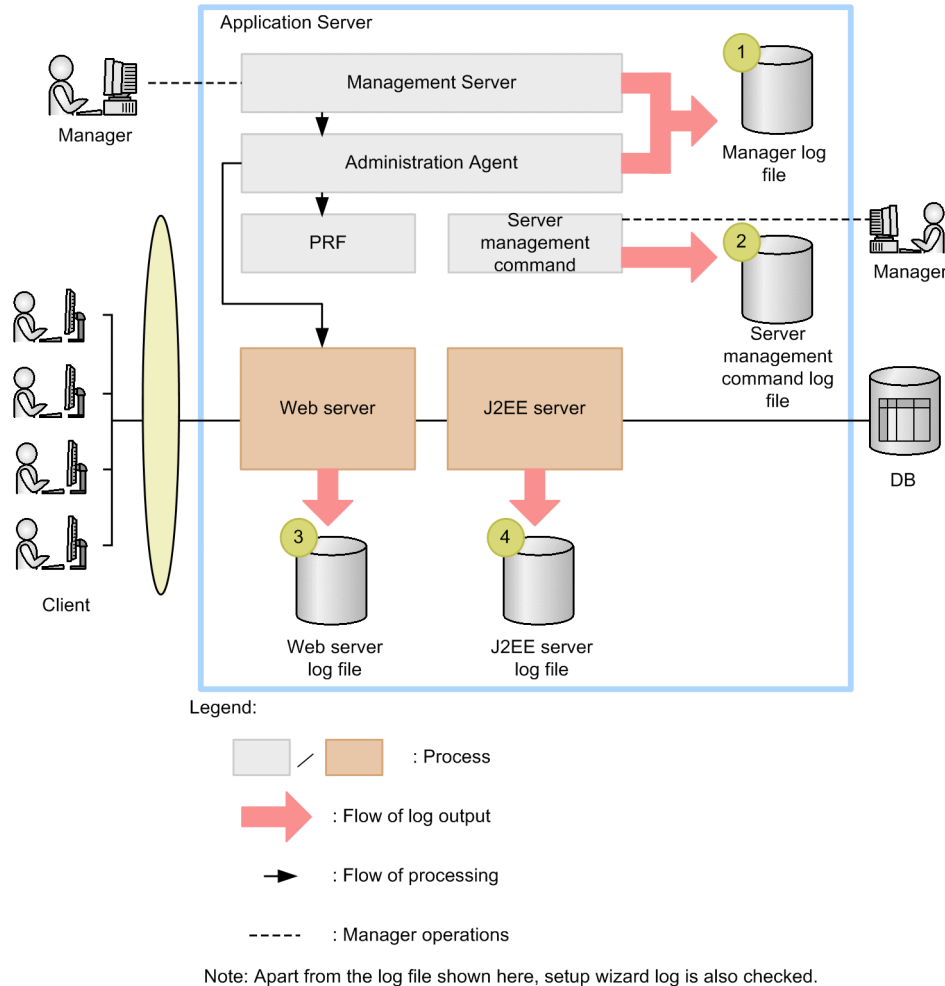 Application Server
Management Server
1
Manager
Manager log
file
Administration Agent
PRF
Server
management
command
2
Manager
Server
management
command log
file
Web server
J2EE server
DB
3
4
Client
Web server
log file
J2EE server
log file
Legend:
/ : Process
: Flow of log output
: Flow of processing
: Manager operations
Note: Apart from the log file shown here, setup wizard log is also checked.